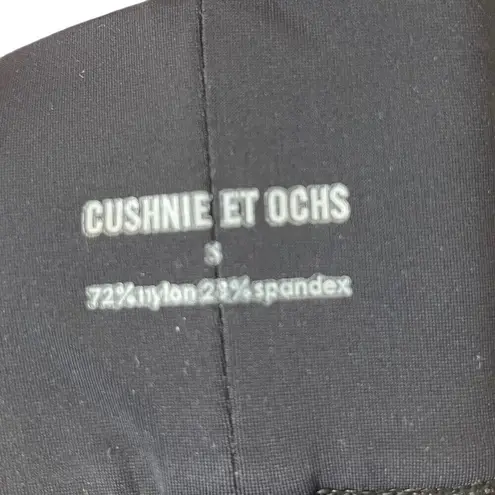 CUSHNIE ET OCHS
S
72% nylon 28% spandex